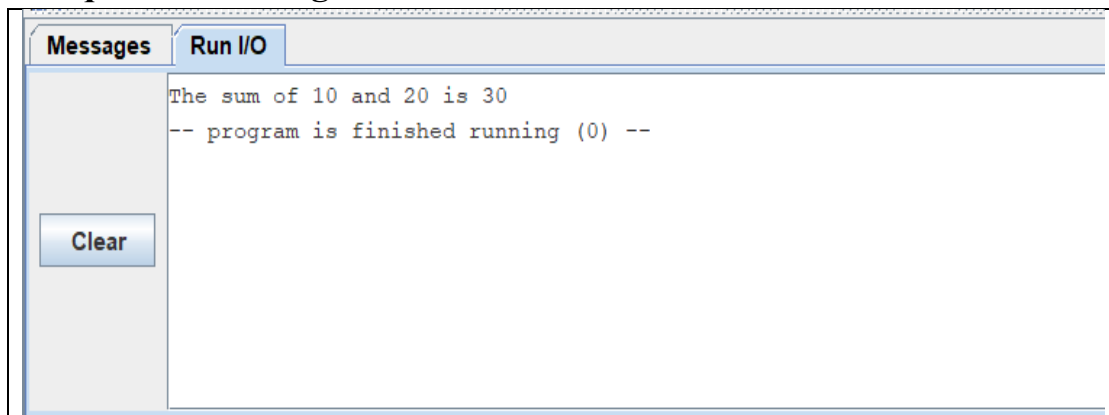 Messages Run I/O
The sum of 10 and 20 is 30
-- program is finished running (0) --
Clear